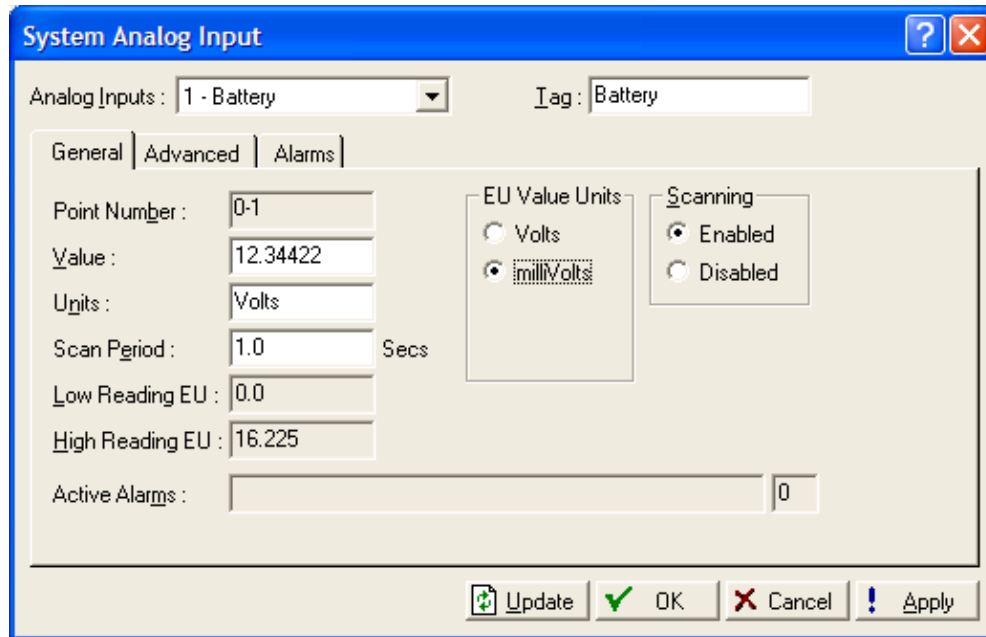 System Analog Input
Analog Inputs : 1 - Battery Tag : Battery
General Advanced Alarms
Point Number : 0-1
Value : 12.34422
Units : Volts
Scan Period : 1.0 Secs
Low Reading EU : 0.0
High Reading EU : 16.225
EU Value Units
Volts
milliVolts
Scanning
Enabled
Disabled
Active Alarms : 0
Update OK Cancel Apply